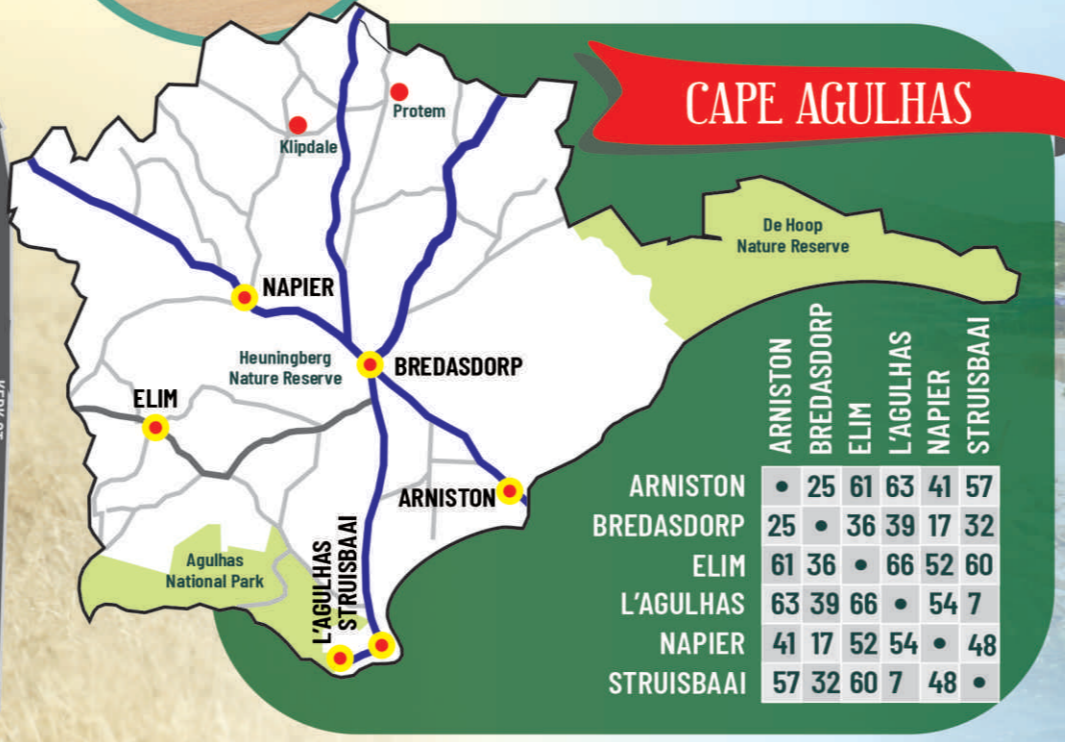 CAPE AGULHAS
Protem
Klipdale
De Hoop
Nature Reserve
NAPIER
Heuningberg
Nature Reserve
BREDASDORP
ELIM
ARNISTON
Agulhas
National Park
L'AGULHAS
STRUISBAAI
ARNISTON
BREDASDORP
ELIM
L'AGULHAS
NAPIER
STRUISBAAI
ARNISTON • 25 61 63 41 57
BREDASDORP 25 • 36 39 17 32
ELIM 61 36 • 66 52 60
L'AGULHAS 63 39 66 • 54 7
NAPIER 41 17 52 54 • 48
STRUISBAAI 57 32 60 7 48 •